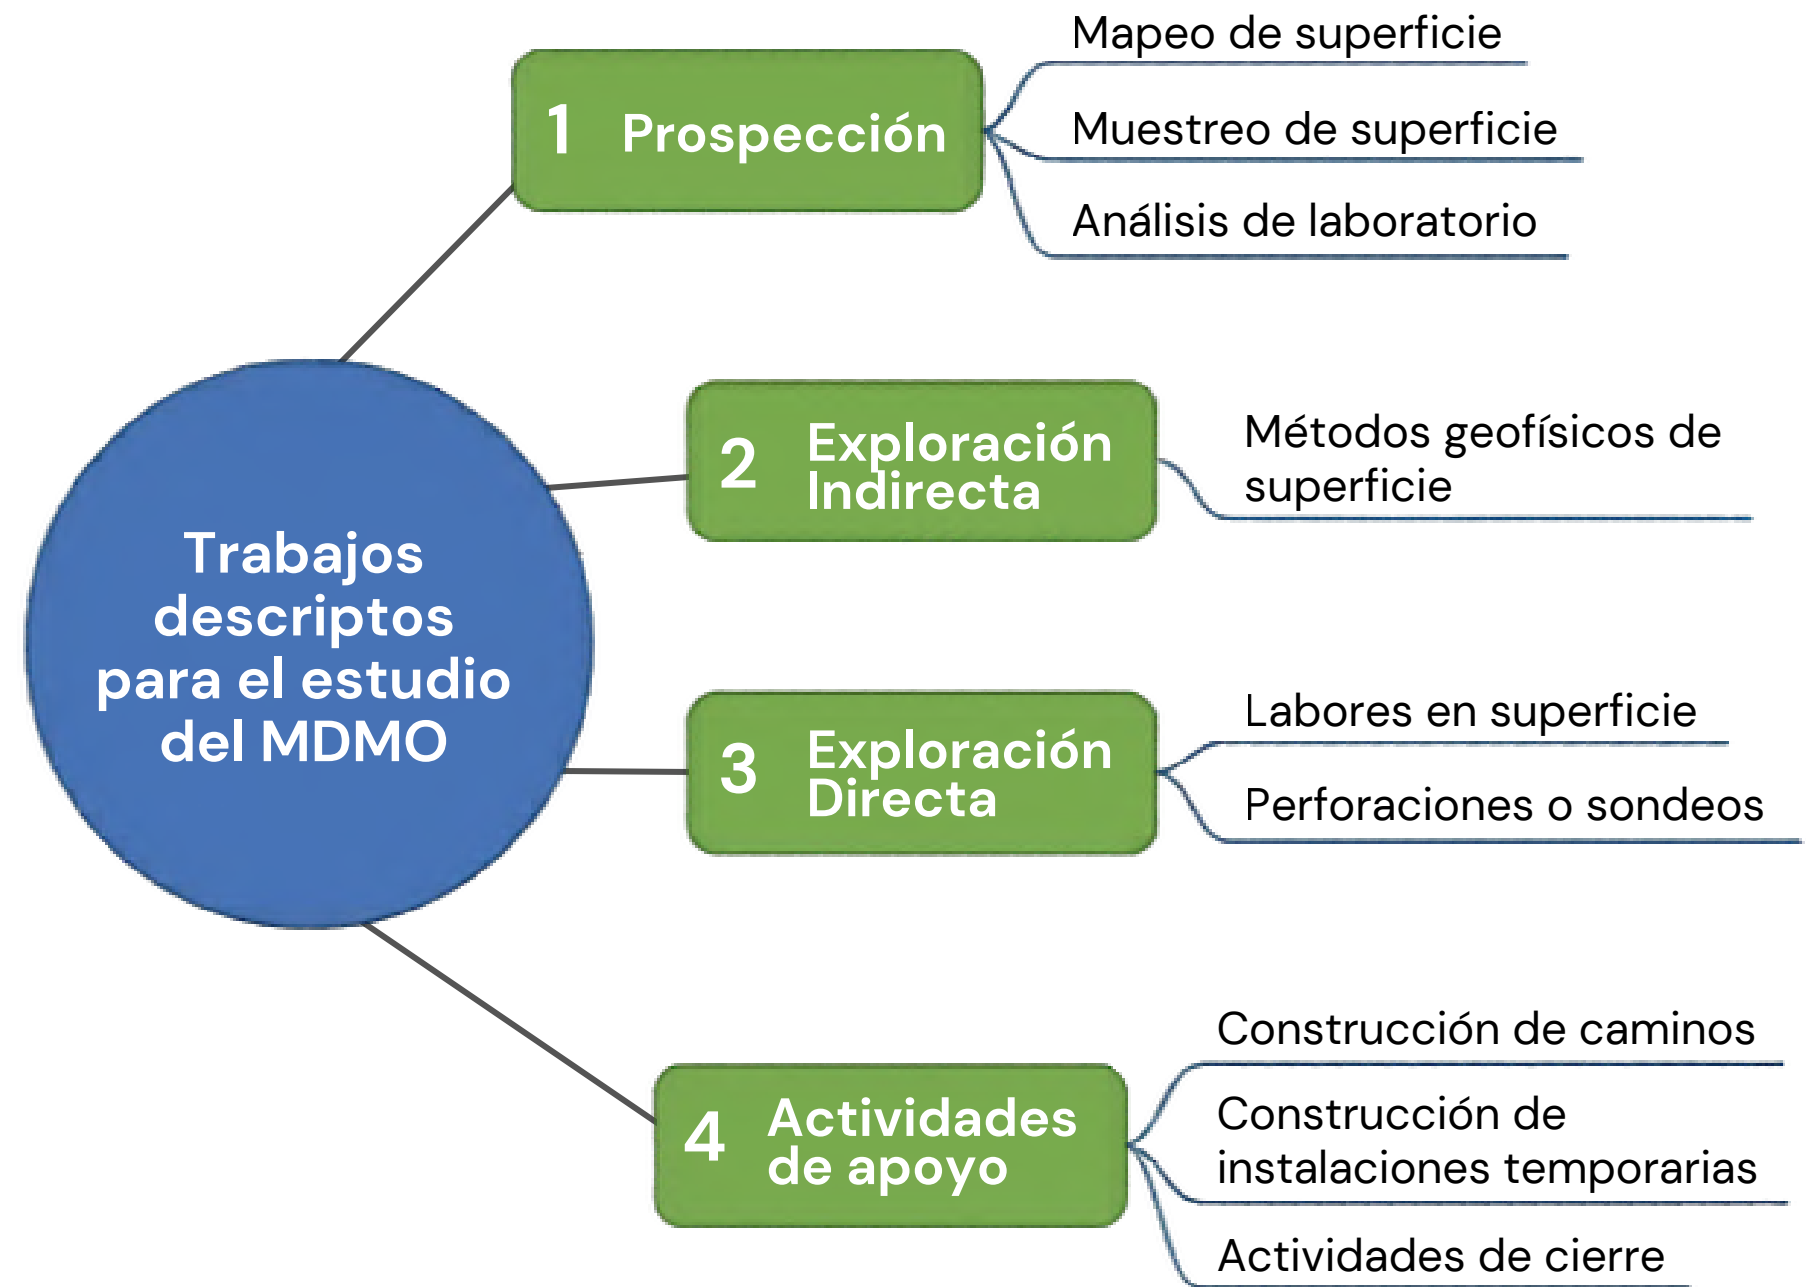 Trabajos
descriptos
para el estudio
del MDMO
1 Prospección
Mapeo de superficie
Muestreo de superficie
Análisis de laboratorio
2 Exploración
Indirecta
Métodos geofísicos de
superficie
3 Exploración
Directa
Labores en superficie
Perforaciones o sondeos
4 Actividades
de apoyo
Construcción de caminos
Construcción de
instalaciones temporarias
Actividades de cierre